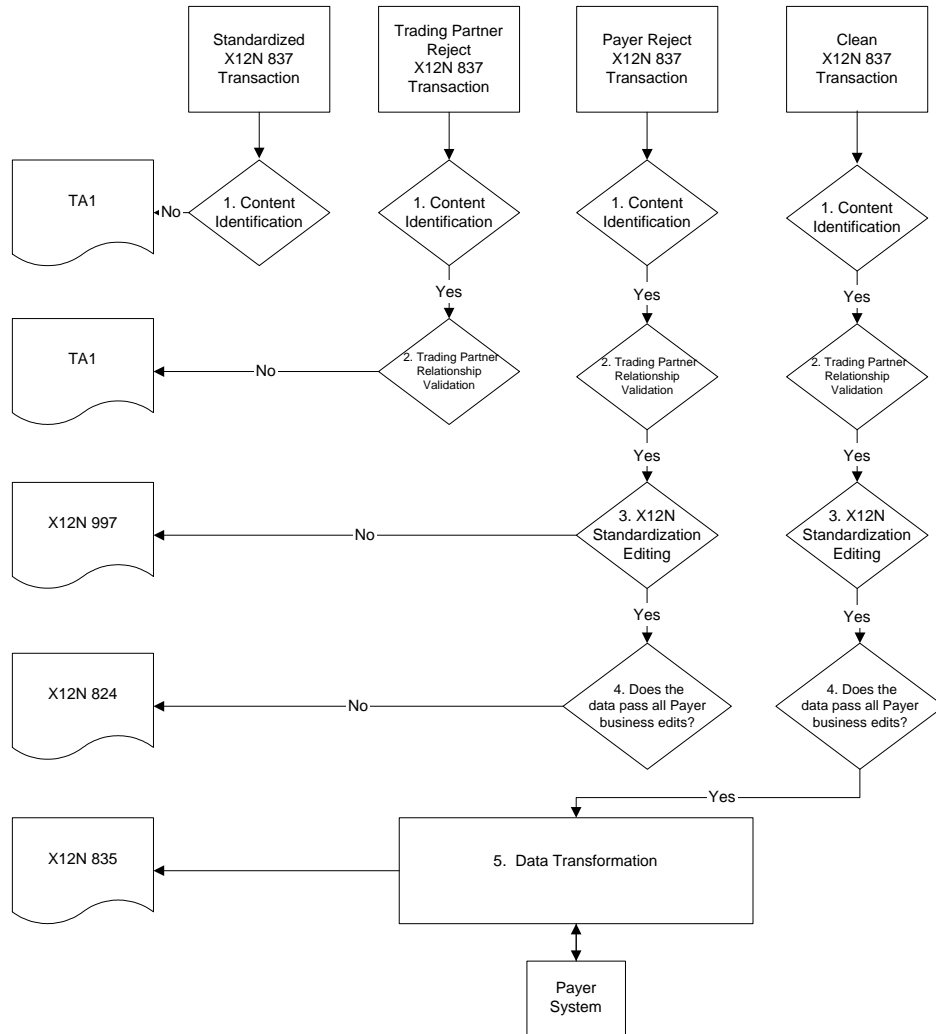 Standardized
X12N 837
Transaction
Trading Partner
Reject
X12N 837
Transaction
Payer Reject
X12N 837
Transaction
Clean
X12N 837
Transaction
TA1
No
1. Content
Identification
1. Content
Identification
1. Content
Identification
1. Content
Identification
Yes
Yes
Yes
TA1
No
2. Trading Partner
Relationship
Validation
2. Trading Partner
Relationship
Validation
2. Trading Partner
Relationship
Validation
Yes
Yes
X12N 997
No
3. X12N
Standardization
Editing
3. X12N
Standardization
Editing
Yes
Yes
X12N 824
No
4. Does the
data pass all Payer
business edits?
4. Does the
data pass all Payer
business edits?
Yes
X12N 835
5. Data Transformation
Payer
System